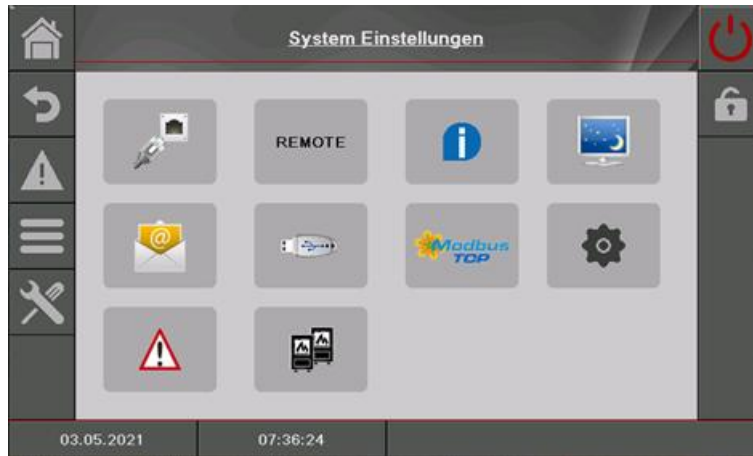 System Einstellungen
REMOTE
Modbus
TCP
03.05.2021
07:36:24